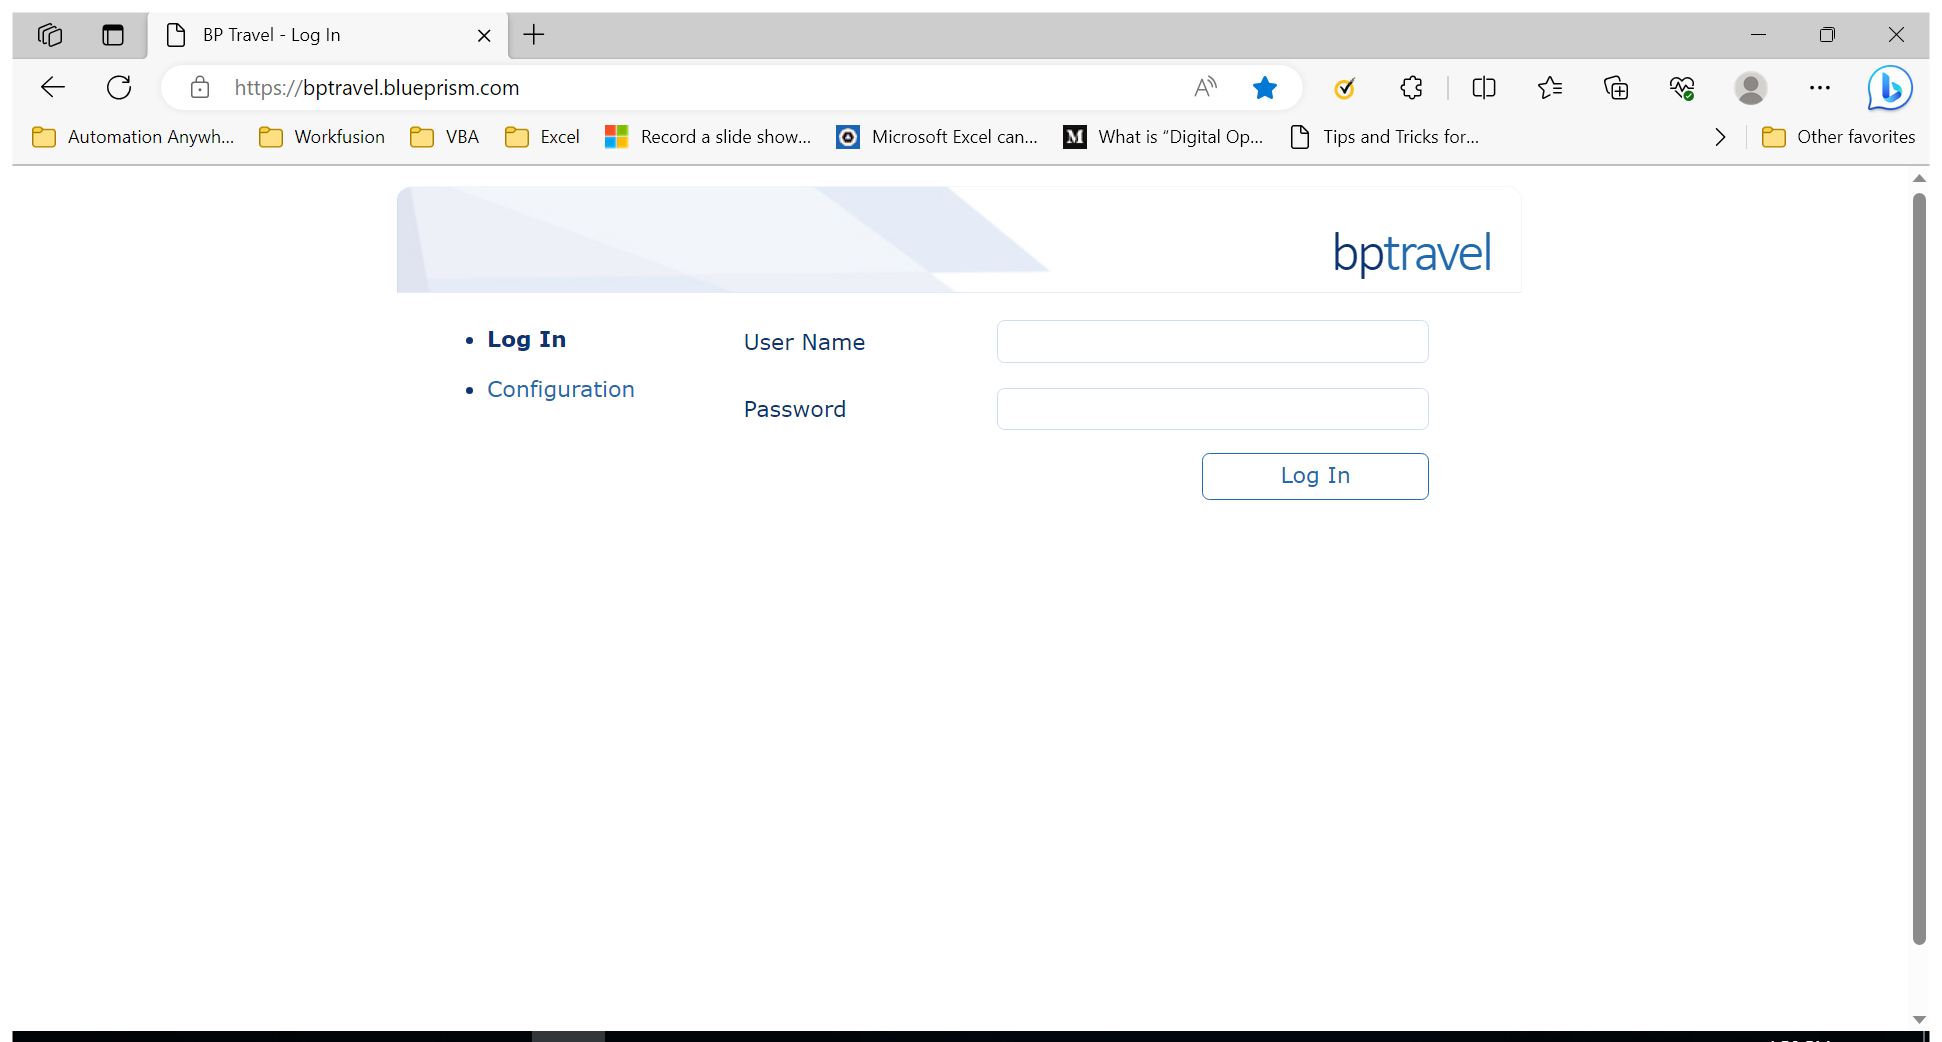 BP Travel - Log In
https://bptravel.blueprism.com
Automation Anywh...
Workfusion
VBA
Excel
Record a slide show...
Microsoft Excel can...
M What is “Digital Op...
Tips and Tricks for...
Other favorites
bptravel
Log In
User Name
Configuration
Password
Log In